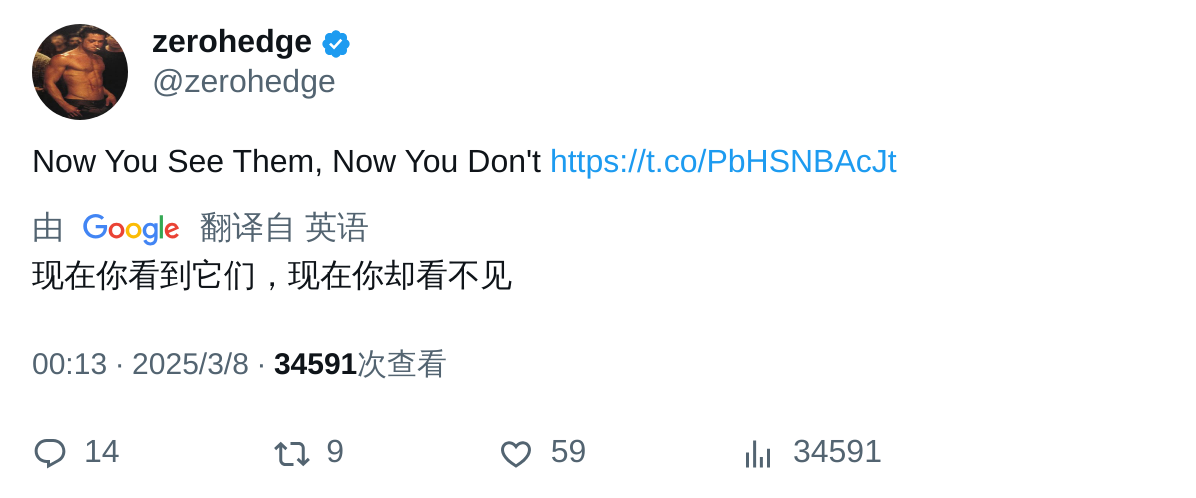 zerohedge
@zerohedge
Now You See Them, Now You Don't https://t.co/PbHSNBAcJt
由 Google 翻译自 英语
现在你看到它们，现在你却看不见
00:13 · 2025/3/8 · 34591次查看
14 9 59 34591